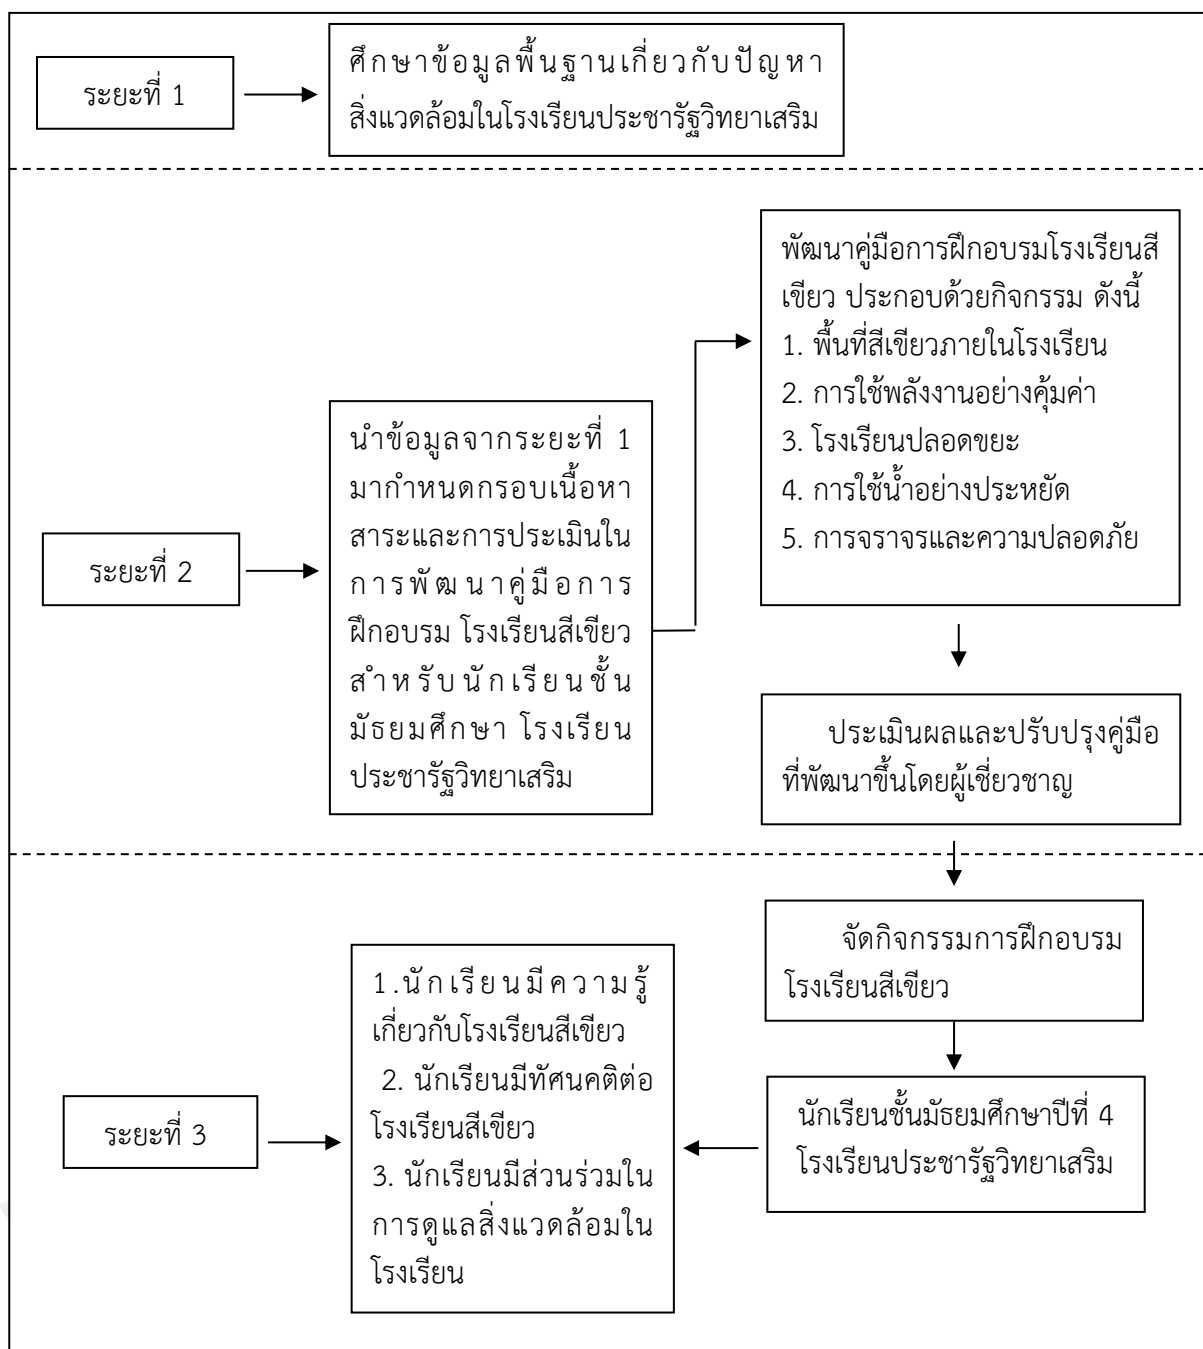 ระยะที่ 1
ศึกษาข้อมูลพื้นฐานเกี่ยวกับปัญหา
สิ่งแวดล้อมในโรงเรียนประชารัฐวิทยาเสริม
ระยะที่ 2
นำข้อมูลจากระยะที่ 1
มากำหนดกรอบเนื้อหา
สาระและการประเมินใน
การพัฒนาคู่มือการ
ฝึกอบรม โรงเรียนสีเขียว
สำหรับนักเรียนชั้น
มัธยมศึกษา โรงเรียน
ประชารัฐวิทยาเสริม
พัฒนาคู่มือการฝึกอบรมโรงเรียนสี
เขียว ประกอบด้วยกิจกรรม ดังนี้
1. พื้นที่สีเขียวภายในโรงเรียน
2. การใช้พลังงานอย่างคุ้มค่า
3. โรงเรียนปลอดขยะ
4. การใช้น้ำอย่างประหยัด
5. การจราจรและความปลอดภัย
ประเมินผลและปรับปรุงคู่มือ
ที่พัฒนาขึ้นโดยผู้เชี่ยวชาญ
จัดกิจกรรมการฝึกอบรม
โรงเรียนสีเขียว
นักเรียนชั้นมัธยมศึกษาปีที่ 4
โรงเรียนประชารัฐวิทยาเสริม
ระยะที่ 3
1.นักเรียนมีความรู้
เกี่ยวกับโรงเรียนสีเขียว
2. นักเรียนมีทัศนคติต่อ
โรงเรียนสีเขียว
3. นักเรียนมีส่วนร่วมใน
การดูแลสิ่งแวดล้อมใน
โรงเรียน